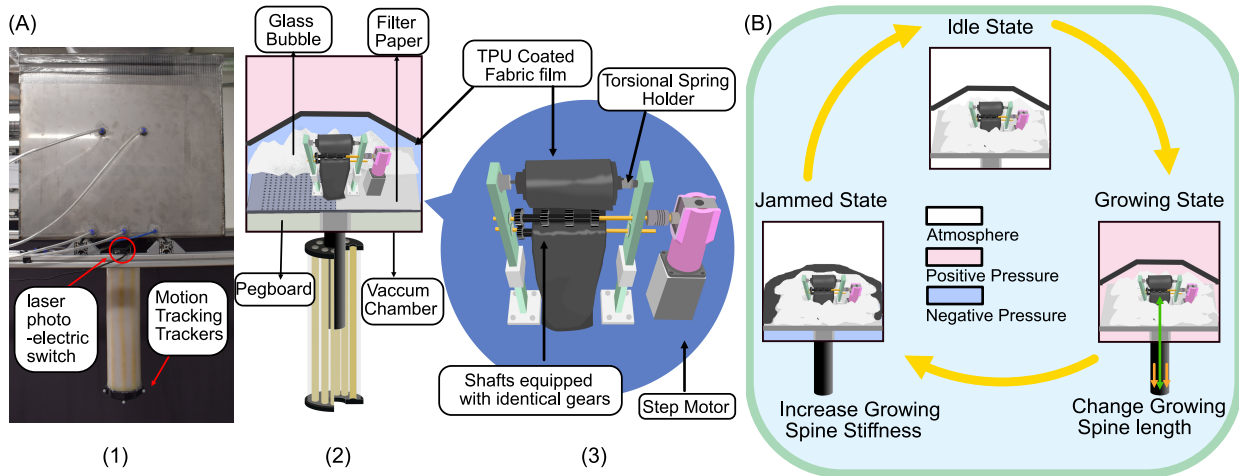 (A)
Glass
Bubble
Filter
Paper
TPU Coated
Fabric film
Torsional Spring
Holder
laser
photo
-electric
switch
Motion
Tracking
Trackers
Pegboard
Vaccum
Chamber
Shafts equipped
with identical gears
Step Motor
(1)
(2)
(3)
(B)
Idle State
Jammed State
Growing State
Atmosphere
Positive Pressure
Negative Pressure
Increase Growing
Spine Stiffness
Change Growing
Spine length